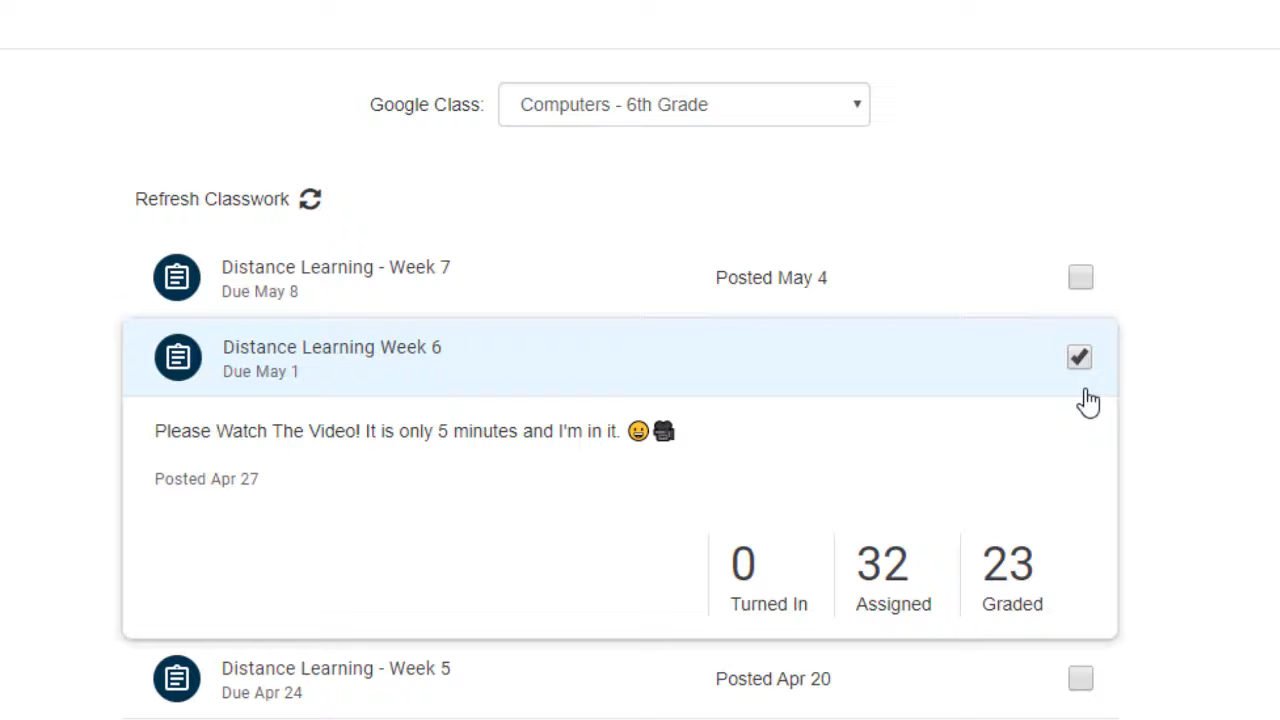 Google Class: Computers - 6th Grade
Refresh Classwork
Distance Learning - Week 7
Due May 8
Posted May 4
Distance Learning Week 6
Due May 1
Please Watch The Video! It is only 5 minutes and I'm in it. 😀🎥
Posted Apr 27
0 32 23
Turned In Assigned Graded
Distance Learning - Week 5
Due Apr 24
Posted Apr 20